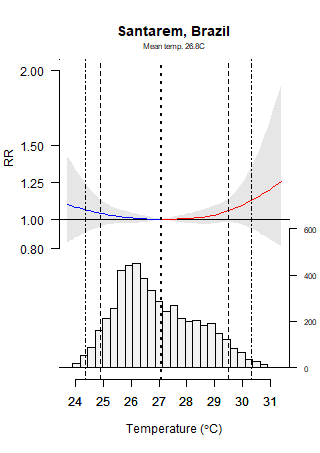 Santarem, Brazil
Mean temp. 26.8C
2.00
1.50
1.25
1.00
0.80
RR
600
400
200
0
24 25 26 27 28 29 30 31
Temperature (°C)